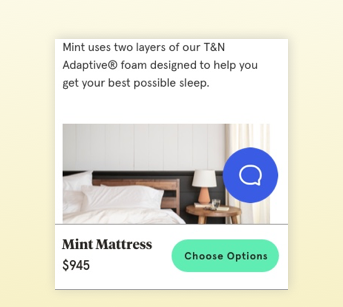 Mint uses two layers of our T&N
Adaptive® foam designed to help you
get your best possible sleep.
Mint Mattress
$945
Choose Options